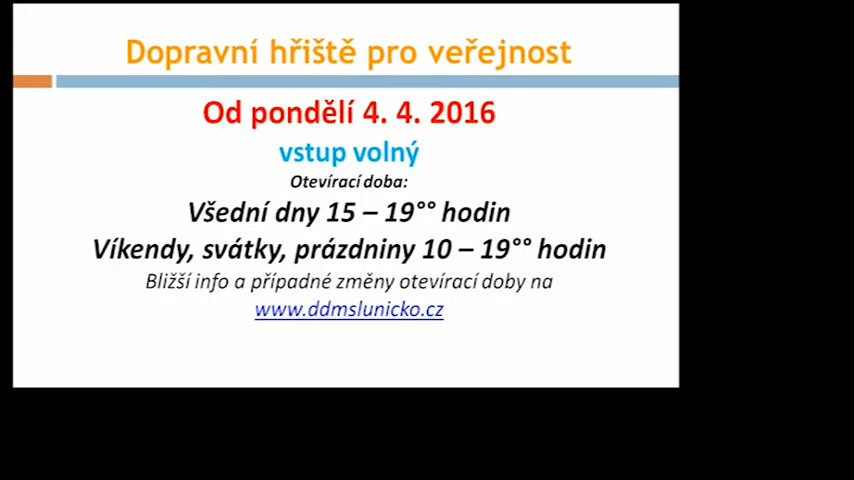 Dopravní hřiště pro veřejnost
Od pondělí 4. 4. 2016
vstup volný
Otevírací doba:
Všední dny 15 – 19°° hodin
Víkendy, svátky, prázdniny 10 – 19°° hodin
Bližší info a případné změny otevírací doby na
www.ddmslunicko.cz